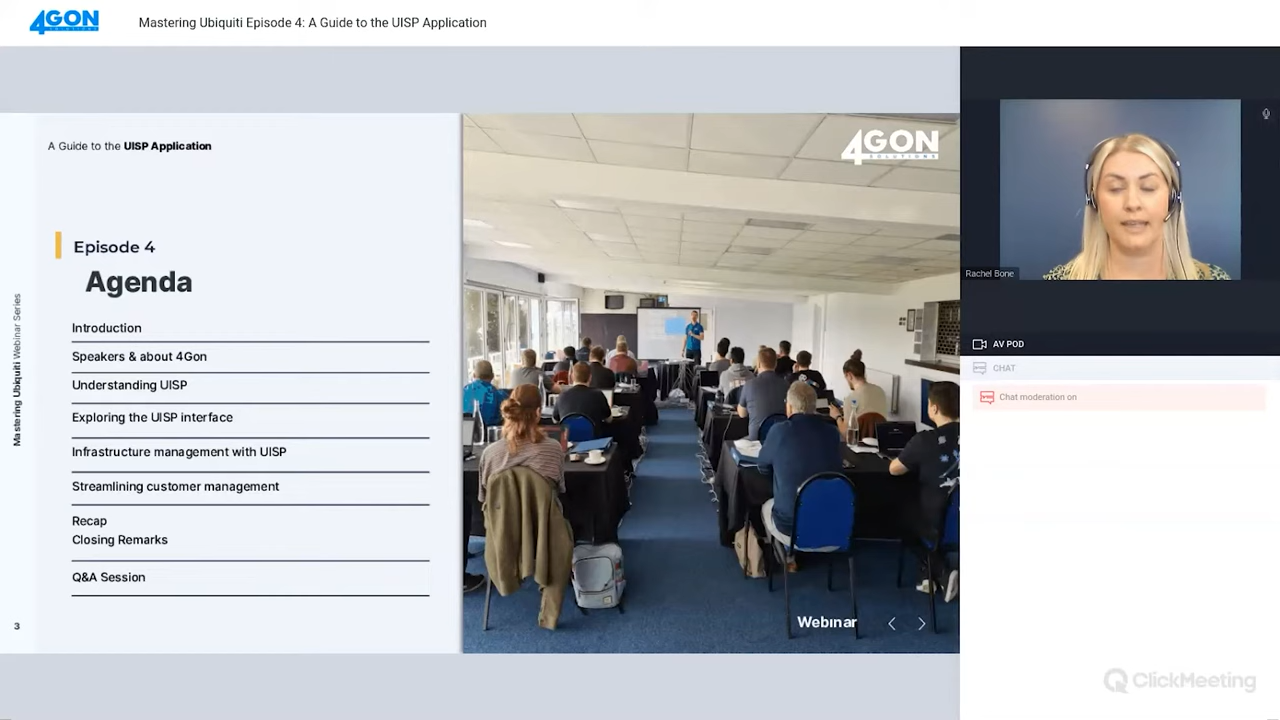 4GON
SOLUTIONS
Mastering Ubiquiti Episode 4: A Guide to the UISP Application
A Guide to the UISP Application
Episode 4
Agenda
Introduction
Speakers & about 4Gon
Understanding UISP
Exploring the UISP interface
Infrastructure management with UISP
Streamlining customer management
Recap
Closing Remarks
Q&A Session
Mastering Ubiquiti Webinar Series
3
4GON
SOLUTIONS
Webinar
Rachel Bone
AV POD
CHAT
Chat moderation on
ClickMeeting